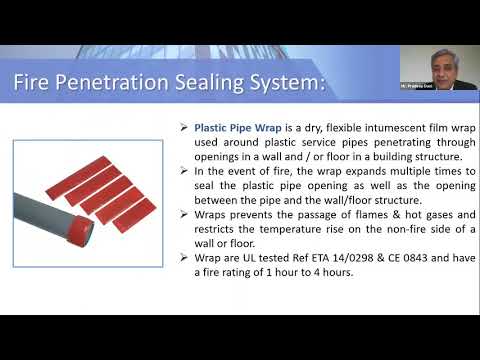 Fire Penetration Sealing System:
➢ Plastic Pipe Wrap is a dry, flexible intumescent film wrap
used around plastic service pipes penetrating through
openings in a wall and / or floor in a building structure.
➢ In the event of fire, the wrap expands multiple times to
seal the plastic pipe opening as well as the opening
between the pipe and the wall/floor structure.
➢ Wraps prevents the passage of flames & hot gases and
restricts the temperature rise on the non-fire side of a
wall or floor.
➢ Wrap are UL tested Ref ETA 14/0298 & CE 0843 and have
a fire rating of 1 hour to 4 hours.
Mr. Pradeep